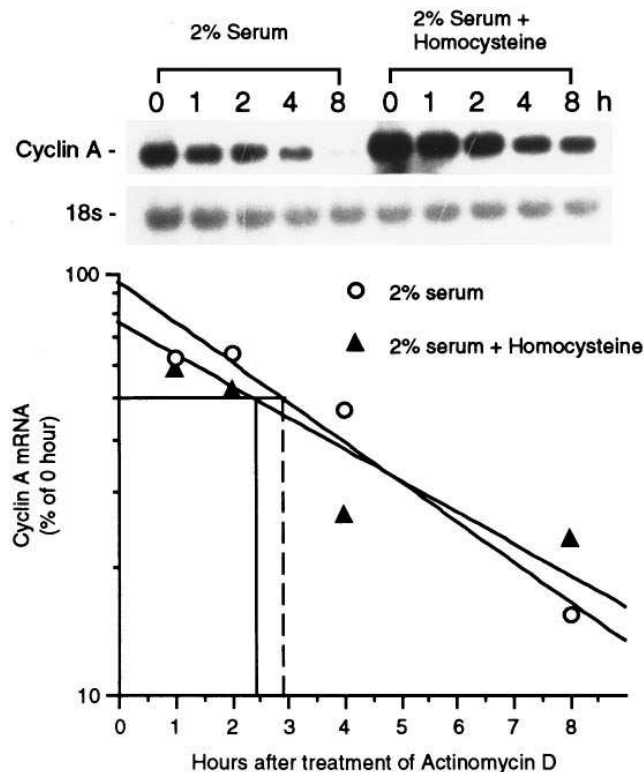 2% Serum
2% Serum +
Homocysteine
0 1 2 4 8 0 1 2 4 8 h
Cyclin A -
18s -
100
2% serum
2% serum + Homocysteine
Cyclin A mRNA
(% of 0 hour)
10
0 1 2 3 4 5 6 7 8
Hours after treatment of Actinomycin D